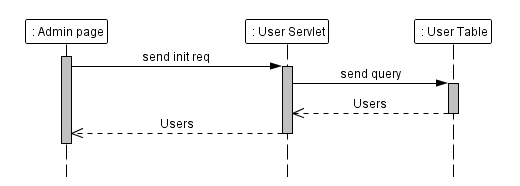 : Admin page
: User Servlet
: User Table
send init req
send query
Users
Users